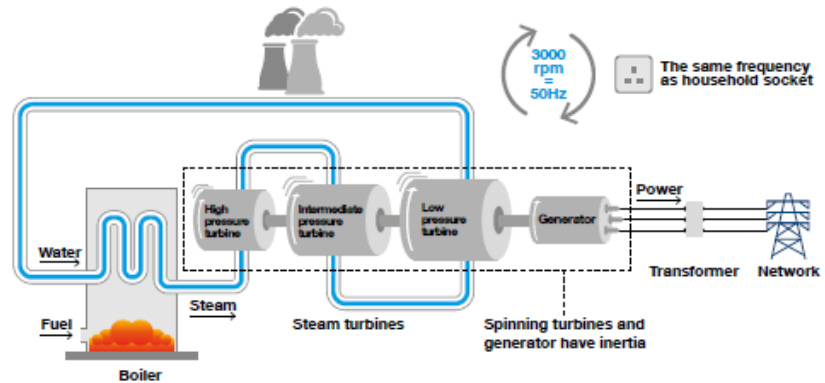 3000
rpm
=
50Hz
The same frequency
as household socket
High
pressure
turbine
Intermediate
pressure
turbine
Low
pressure
turbine
Generator
Power
Water
Steam
Transformer
Network
Fuel
Steam turbines
Spinning turbines and
generator have inertia
Boiler